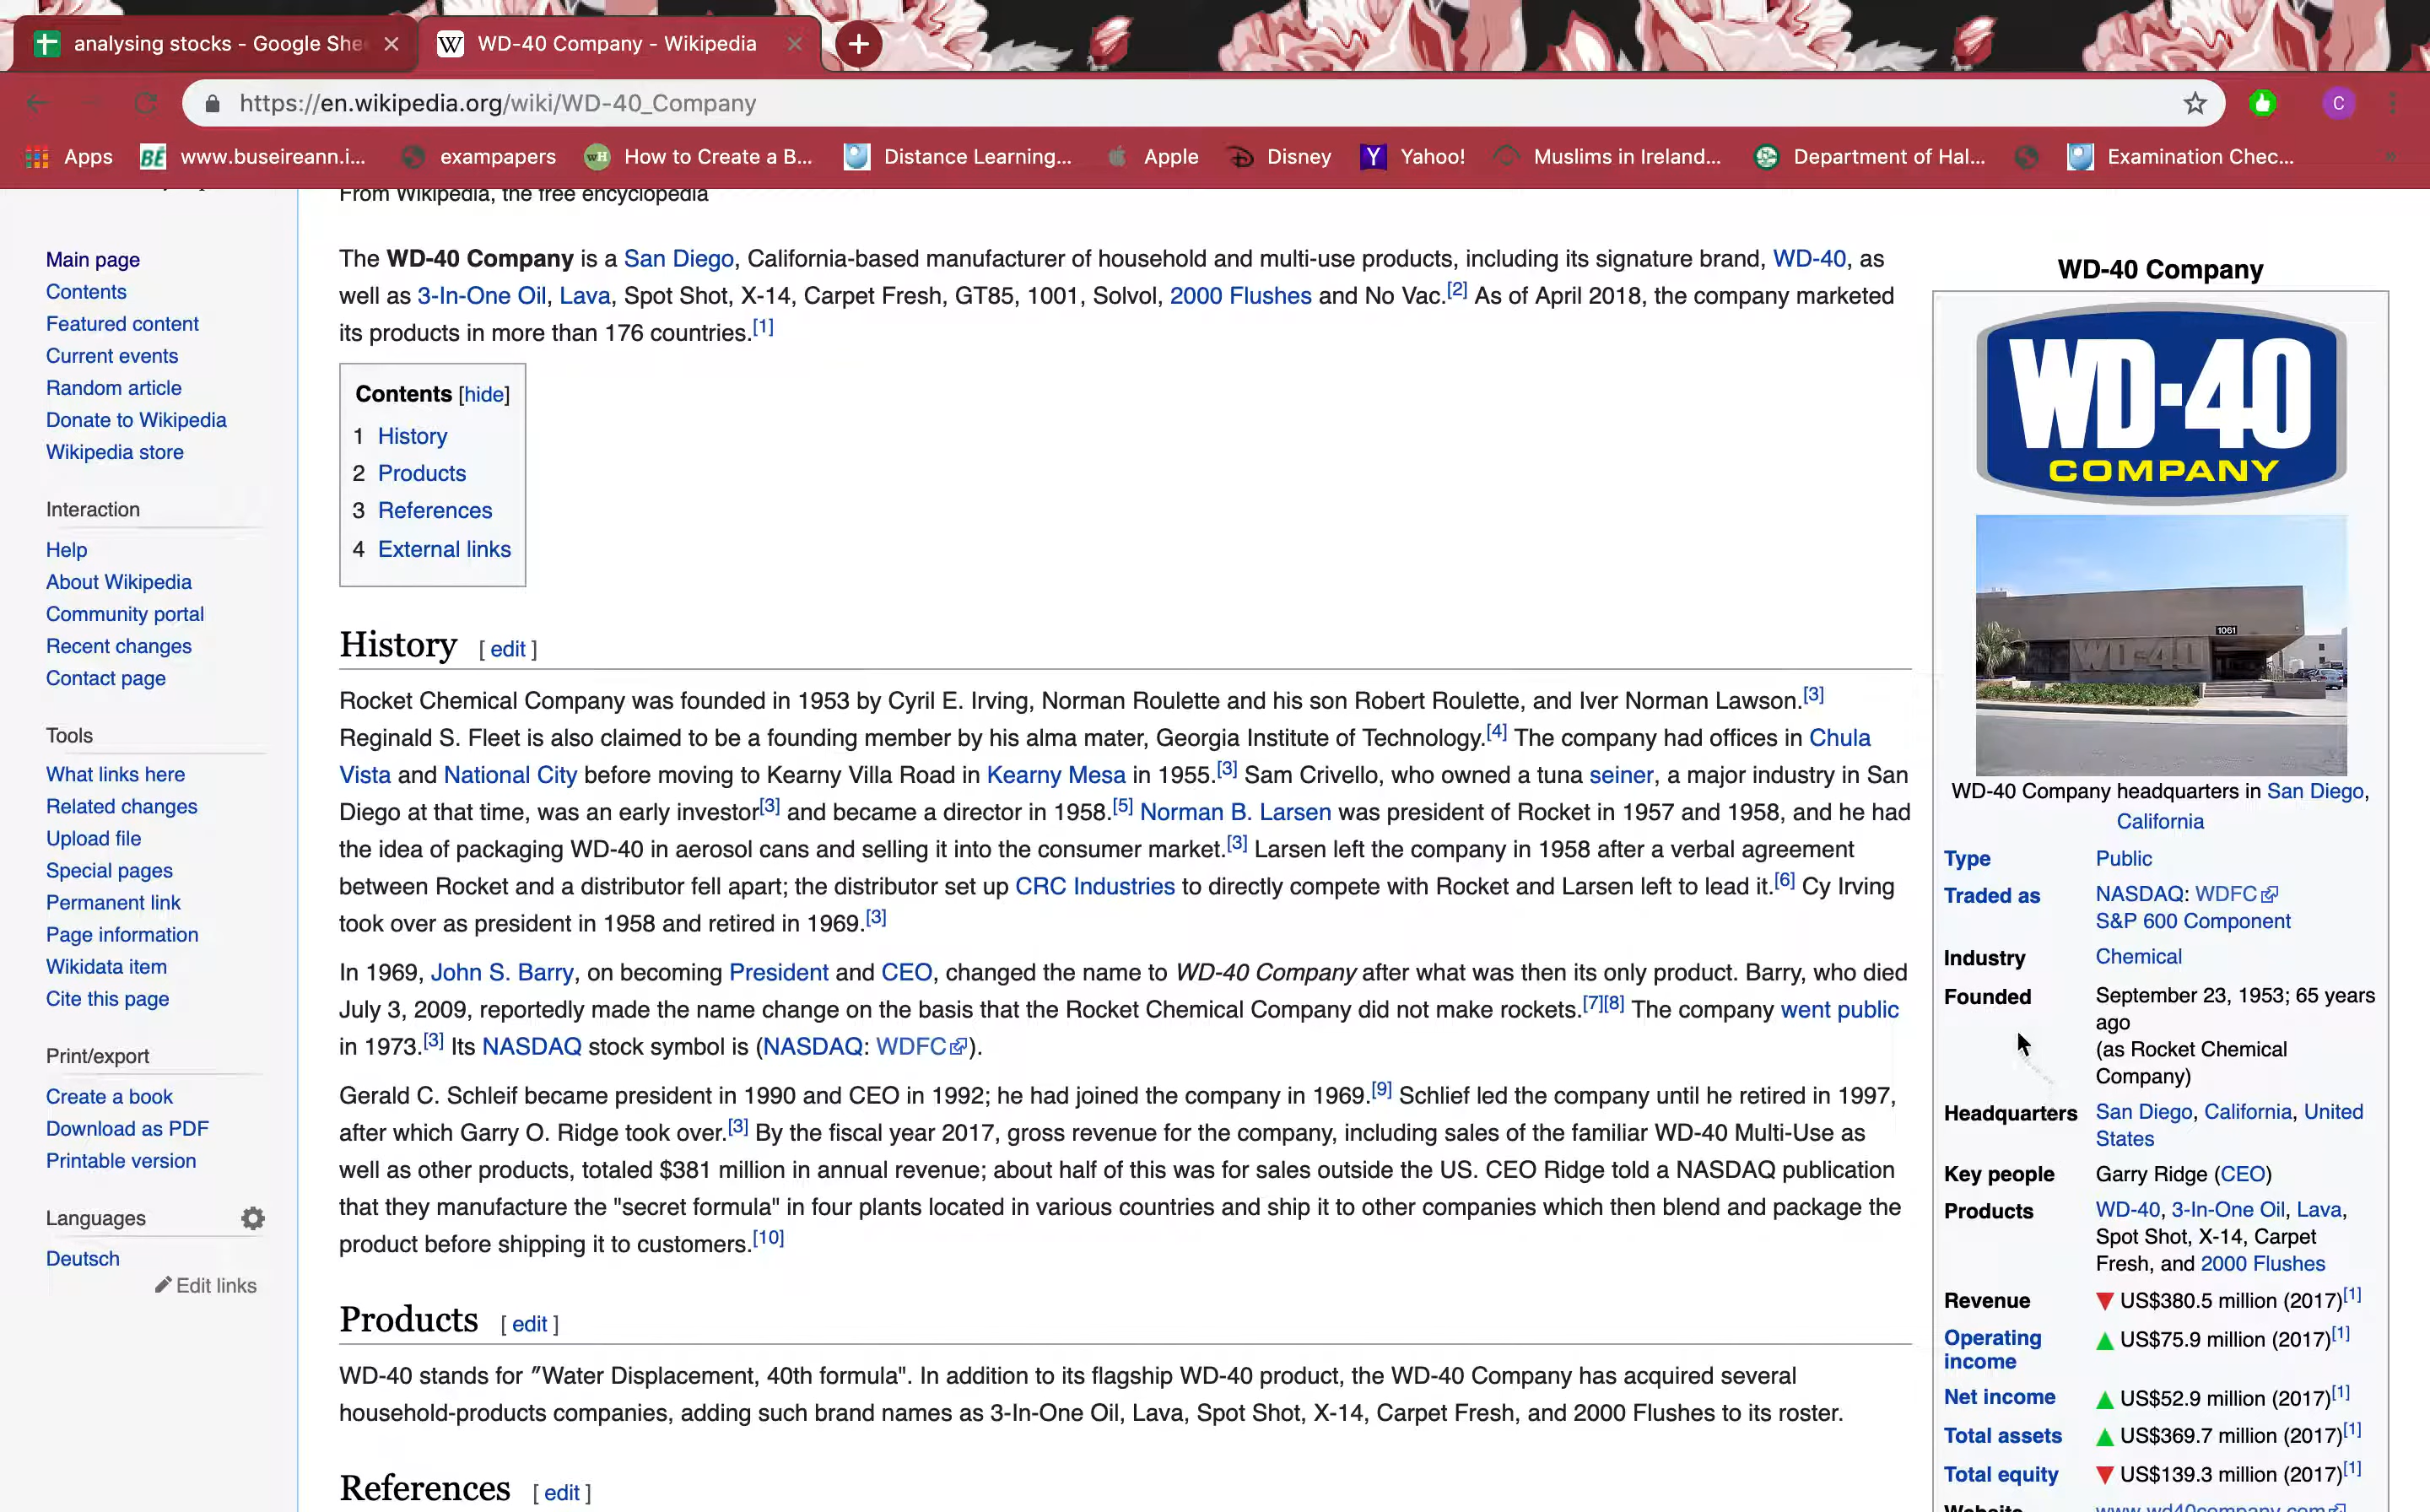 analysing stocks - Google She
WD-40 Company - Wikipedia
https://en.wikipedia.org/wiki/WD-40_Company
C
Apps
BÉ www.buseireann.i...
exampapers
wH How to Create a B...
Distance Learning...
Apple
Disney
Y Yahoo!
Muslims in Ireland...
Department of Hal...
Examination Chec...
»
From Wikipedia, the free encyclopedia
Main page
Contents
Featured content
Current events
Random article
Donate to Wikipedia
Wikipedia store
Interaction
Help
About Wikipedia
Community portal
Recent changes
Contact page
Tools
What links here
Related changes
Upload file
Special pages
Permanent link
Page information
Wikidata item
Cite this page
Print/export
Create a book
Download as PDF
Printable version
Languages
Deutsch
Edit links
The WD-40 Company is a San Diego, California-based manufacturer of household and multi-use products, including its signature brand, WD-40, as
well as 3-In-One Oil, Lava, Spot Shot, X-14, Carpet Fresh, GT85, 1001, Solvol, 2000 Flushes and No Vac.[2] As of April 2018, the company marketed
its products in more than 176 countries.[1]
Contents [hide]
1 History
2 Products
3 References
4 External links
History [ edit ]
Rocket Chemical Company was founded in 1953 by Cyril E. Irving, Norman Roulette and his son Robert Roulette, and Iver Norman Lawson.[3]
Reginald S. Fleet is also claimed to be a founding member by his alma mater, Georgia Institute of Technology.[4] The company had offices in Chula
Vista and National City before moving to Kearny Villa Road in Kearny Mesa in 1955.[3] Sam Crivello, who owned a tuna seiner, a major industry in San
Diego at that time, was an early investor[3] and became a director in 1958.[5] Norman B. Larsen was president of Rocket in 1957 and 1958, and he had
the idea of packaging WD-40 in aerosol cans and selling it into the consumer market.[3] Larsen left the company in 1958 after a verbal agreement
between Rocket and a distributor fell apart; the distributor set up CRC Industries to directly compete with Rocket and Larsen left to lead it.[6] Cy Irving
took over as president in 1958 and retired in 1969.[3]
In 1969, John S. Barry, on becoming President and CEO, changed the name to WD-40 Company after what was then its only product. Barry, who died
July 3, 2009, reportedly made the name change on the basis that the Rocket Chemical Company did not make rockets.[7][8] The company went public
in 1973.[3] Its NASDAQ stock symbol is (NASDAQ: WDFC).
Gerald C. Schleif became president in 1990 and CEO in 1992; he had joined the company in 1969.[9] Schlief led the company until he retired in 1997,
after which Garry O. Ridge took over.[3] By the fiscal year 2017, gross revenue for the company, including sales of the familiar WD-40 Multi-Use as
well as other products, totaled $381 million in annual revenue; about half of this was for sales outside the US. CEO Ridge told a NASDAQ publication
that they manufacture the "secret formula" in four plants located in various countries and ship it to other companies which then blend and package the
product before shipping it to customers.[10]
Products [ edit ]
WD-40 stands for "Water Displacement, 40th formula". In addition to its flagship WD-40 product, the WD-40 Company has acquired several
household-products companies, adding such brand names as 3-In-One Oil, Lava, Spot Shot, X-14, Carpet Fresh, and 2000 Flushes to its roster.
References [ edit ]
WD-40 Company
WD-40
COMPANY
1061
WD-40
WD-40 Company headquarters in San Diego,
California
Type Public
Traded as NASDAQ: WDFC
S&P 600 Component
Industry Chemical
Founded September 23, 1953; 65 years
ago
(as Rocket Chemical
Company)
Headquarters San Diego, California, United
States
Key people Garry Ridge (CEO)
Products WD-40, 3-In-One Oil, Lava,
Spot Shot, X-14, Carpet
Fresh, and 2000 Flushes
Revenue ▼ US$380.5 million (2017)[1]
Operating
income ▲ US$75.9 million (2017)[1]
Net income ▲ US$52.9 million (2017)[1]
Total assets ▲ US$369.7 million (2017)[1]
Total equity ▼ US$139.3 million (2017)[1]
Website www.wd40company.com